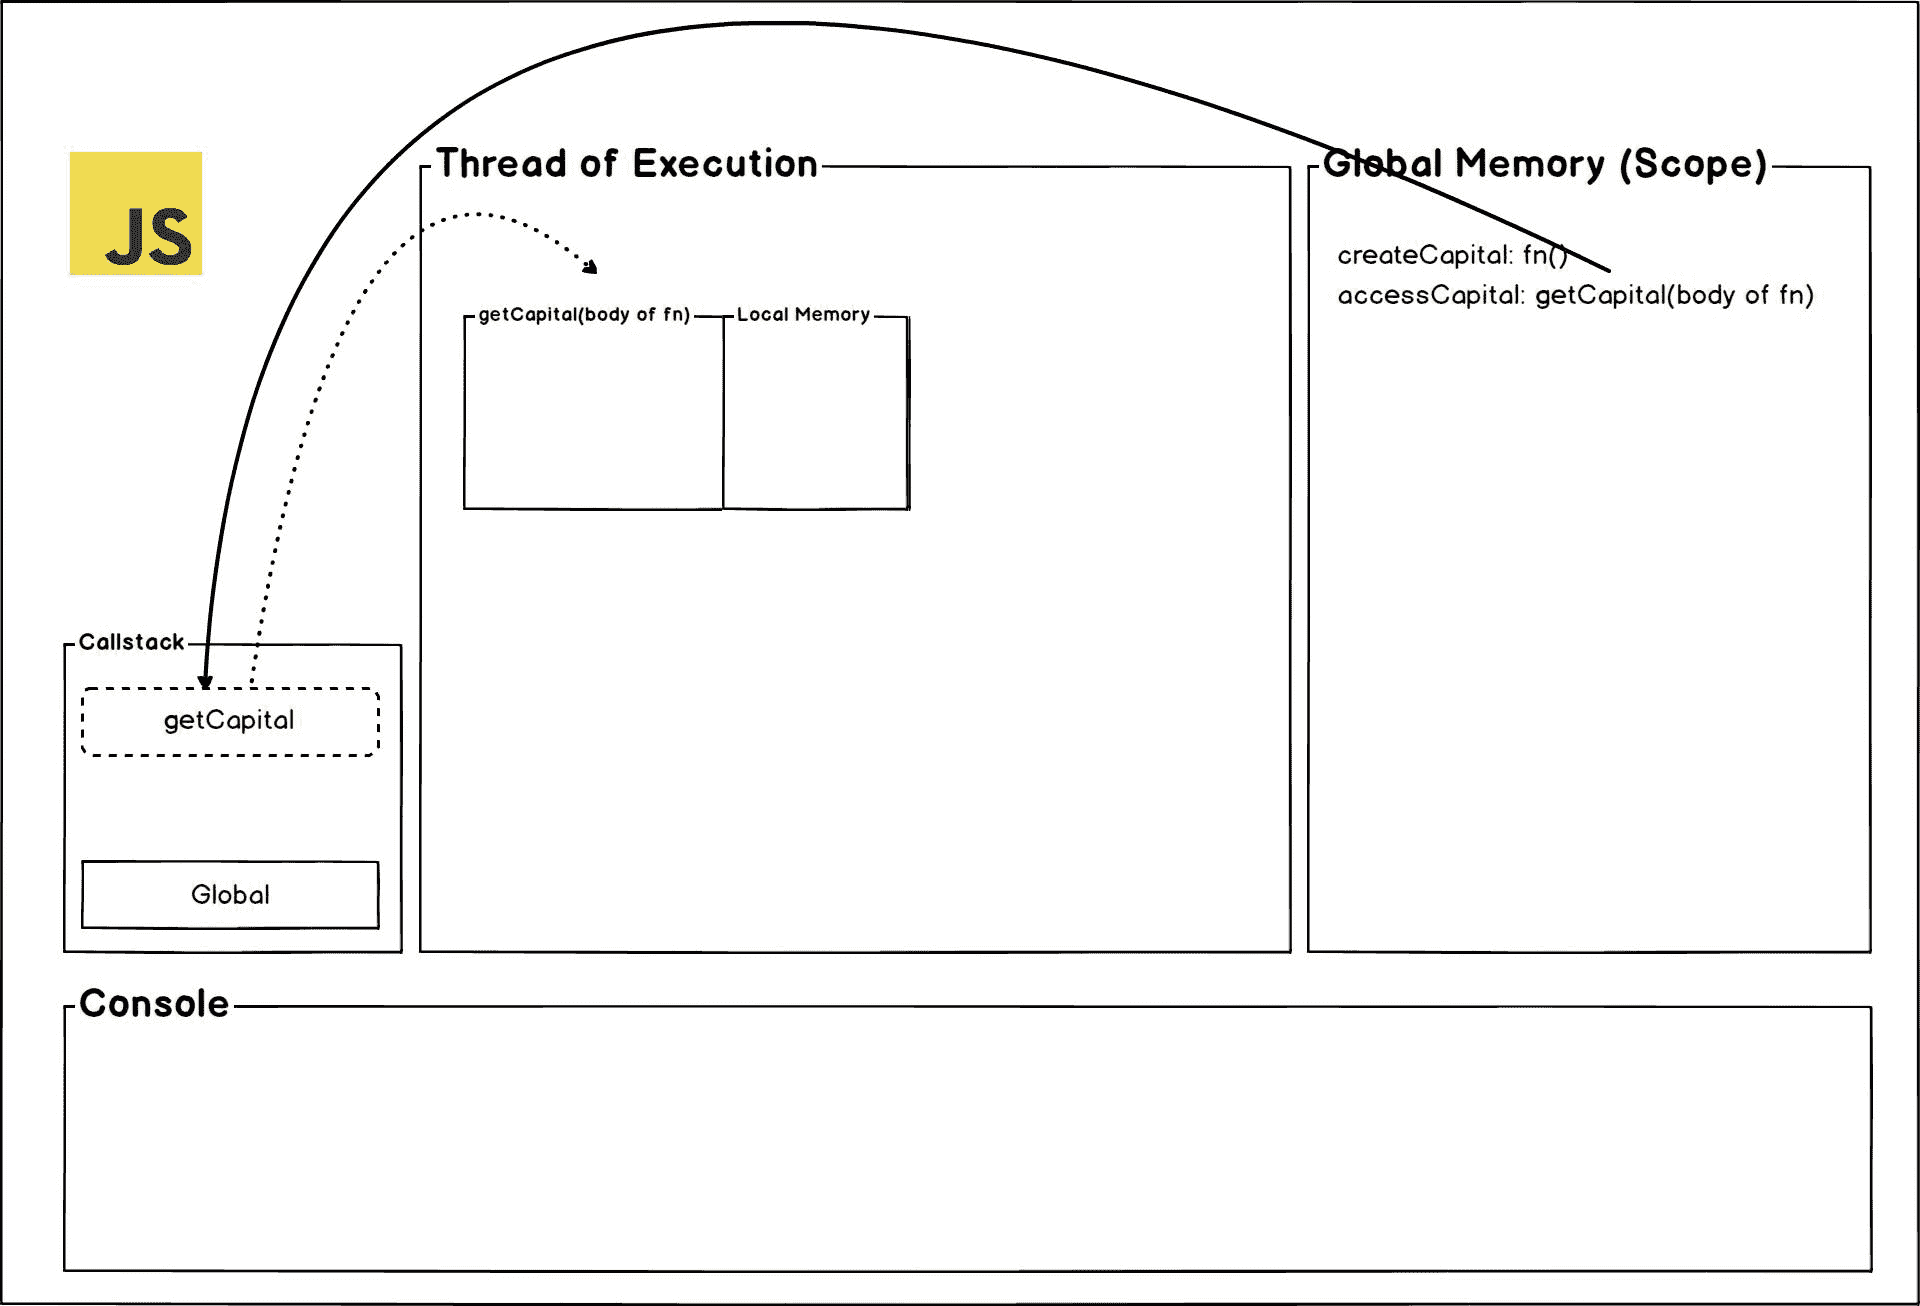 JS
Thread of Execution
Global Memory (Scope)
createCapital: fn()
accessCapital: getCapital(body of fn)
getCapital(body of fn)
Local Memory
Callstack
getCapital
Global
Console